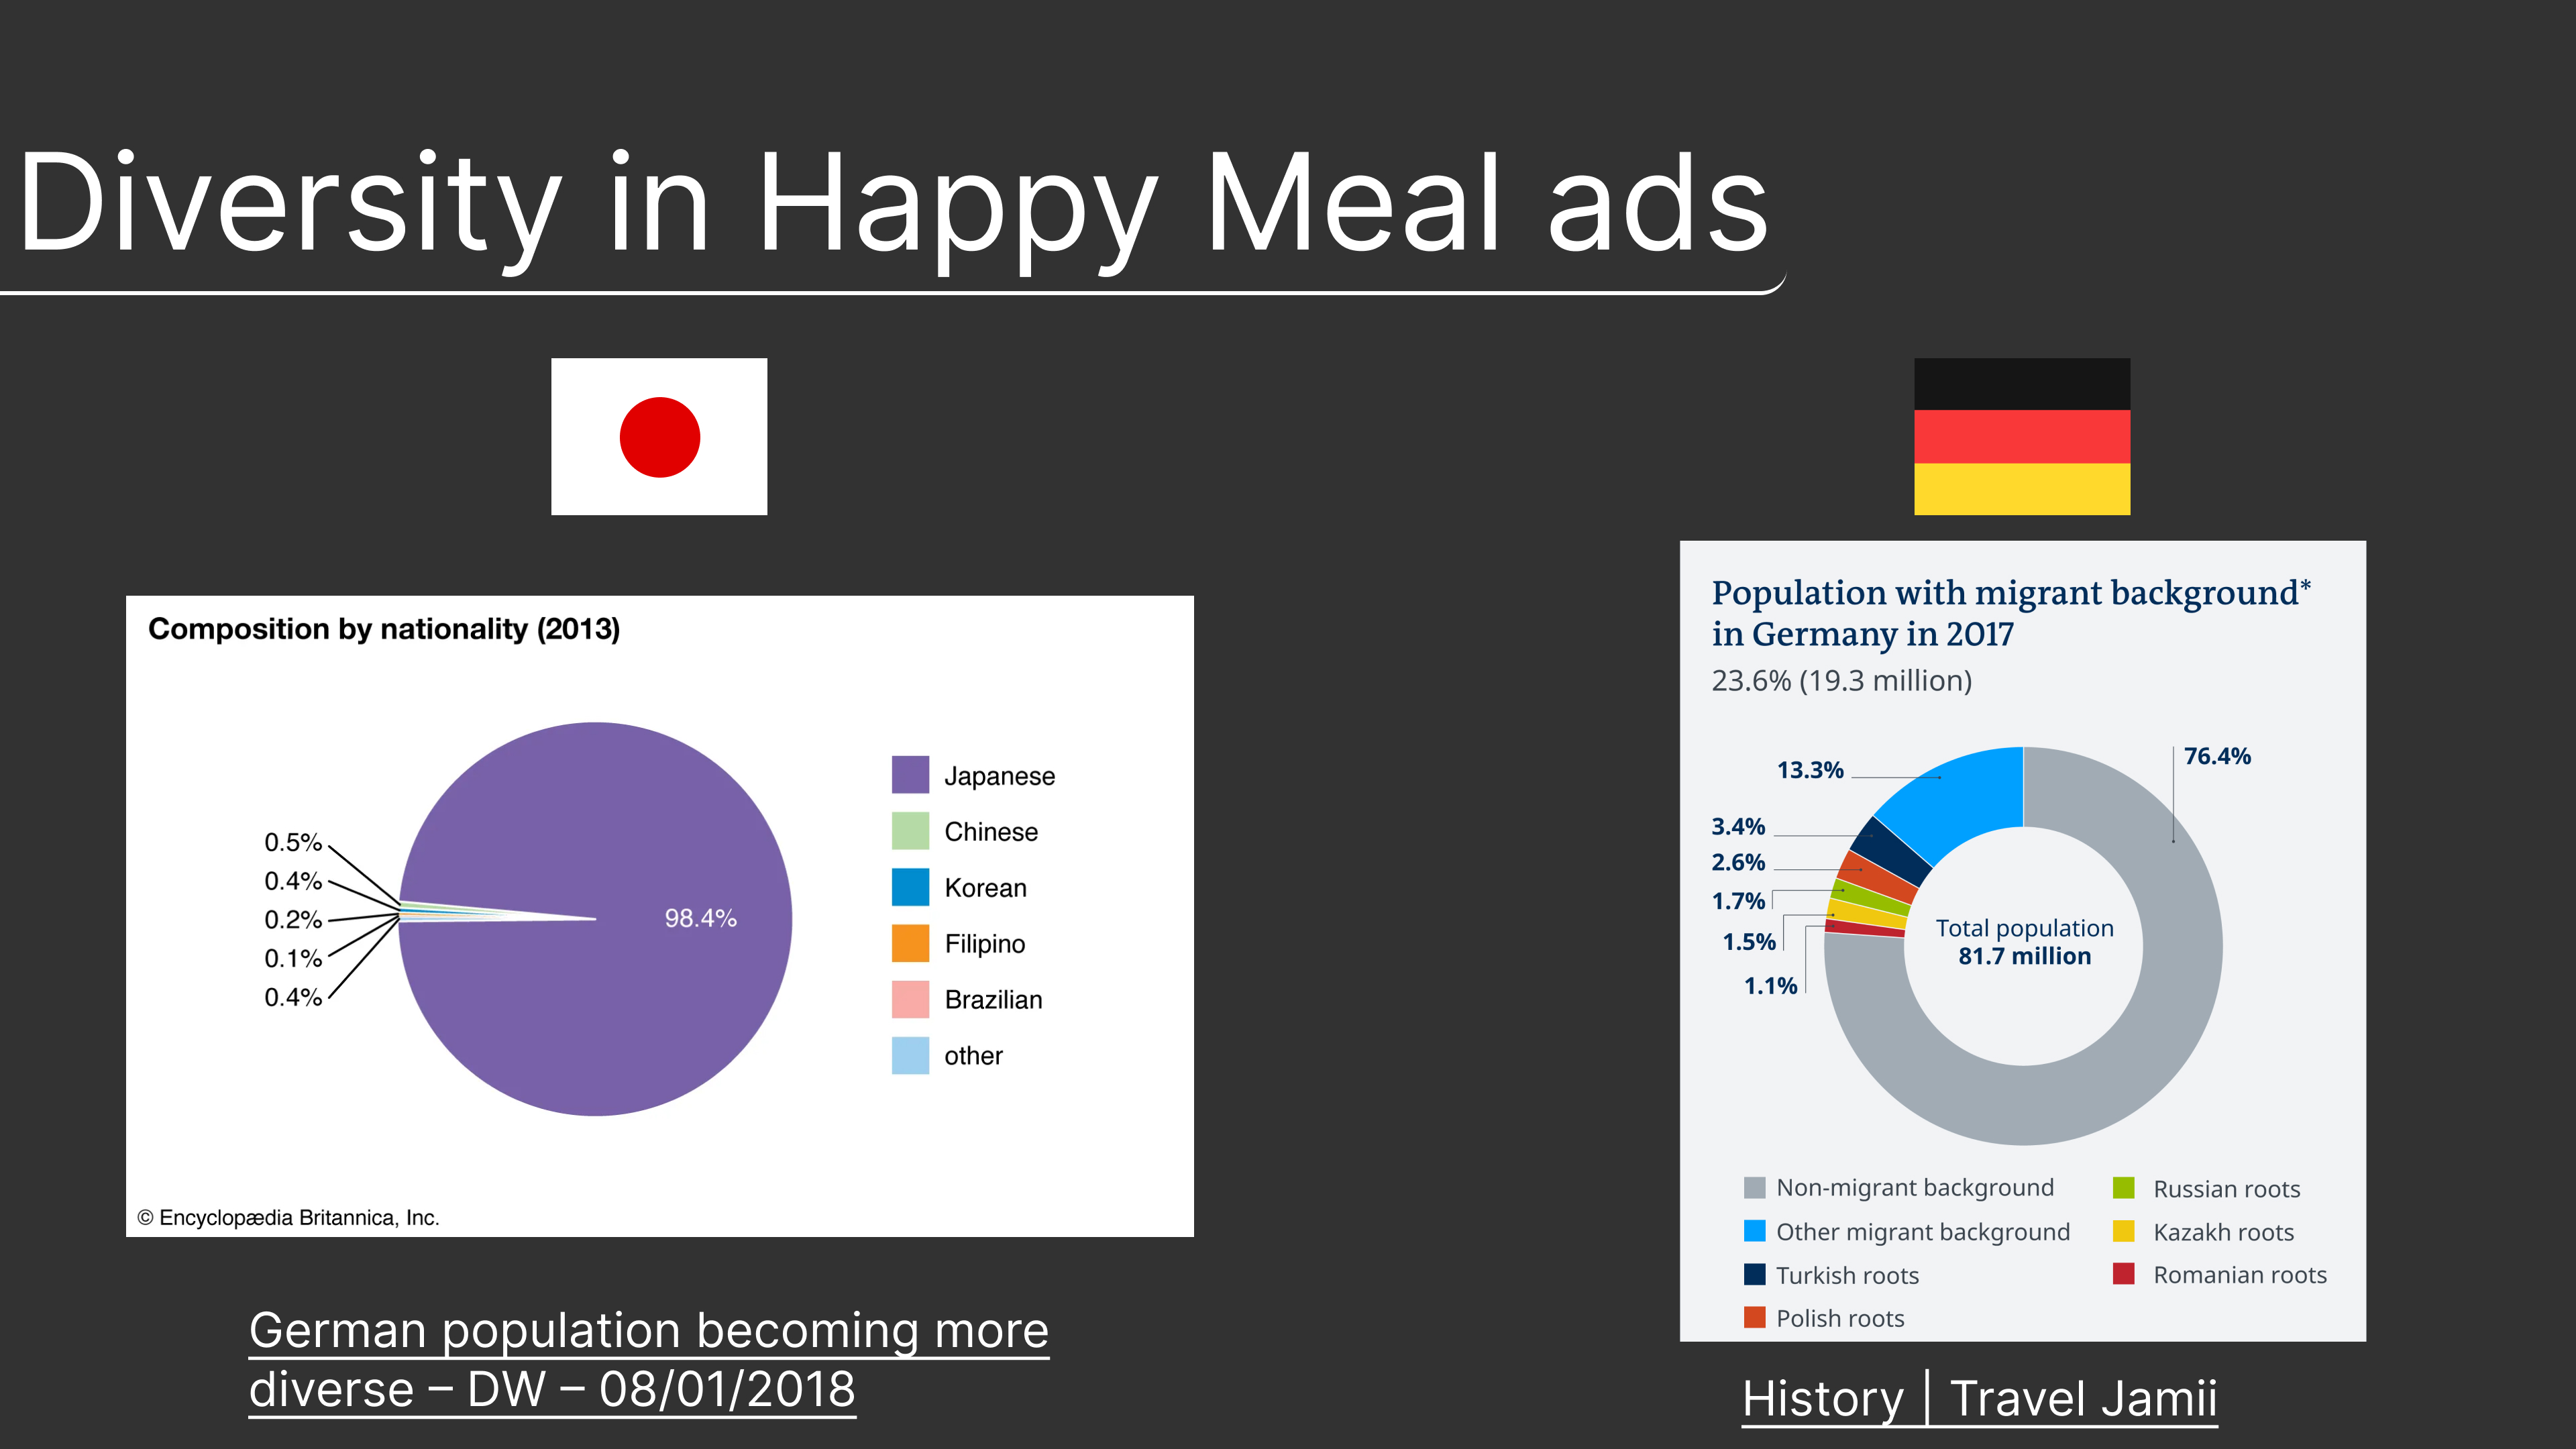 Diversity in Happy Meal ads
Composition by nationality (2013)
0.5%
0.4%
0.2%
0.1%
0.4%
98.4%
Japanese
Chinese
Korean
Filipino
Brazilian
other
© Encyclopædia Britannica, Inc.
German population becoming more
diverse – DW – 08/01/2018
Population with migrant background*
in Germany in 2017
23.6% (19.3 million)
76.4%
13.3%
3.4%
2.6%
1.7%
1.5%
1.1%
Total population
81.7 million
Non-migrant background
Other migrant background
Turkish roots
Polish roots
Russian roots
Kazakh roots
Romanian roots
History | Travel Jamii